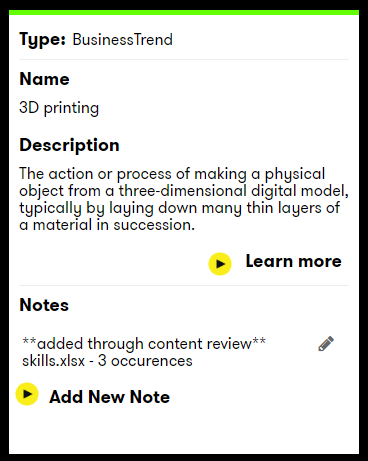 Type: BusinessTrend
Name
3D printing
Description
The action or process of making a physical
object from a three-dimensional digital model,
typically by laying down many thin layers of
a material in succession.
Learn more
Notes
**added through content review**
skills.xlsx - 3 occurences
Add New Note